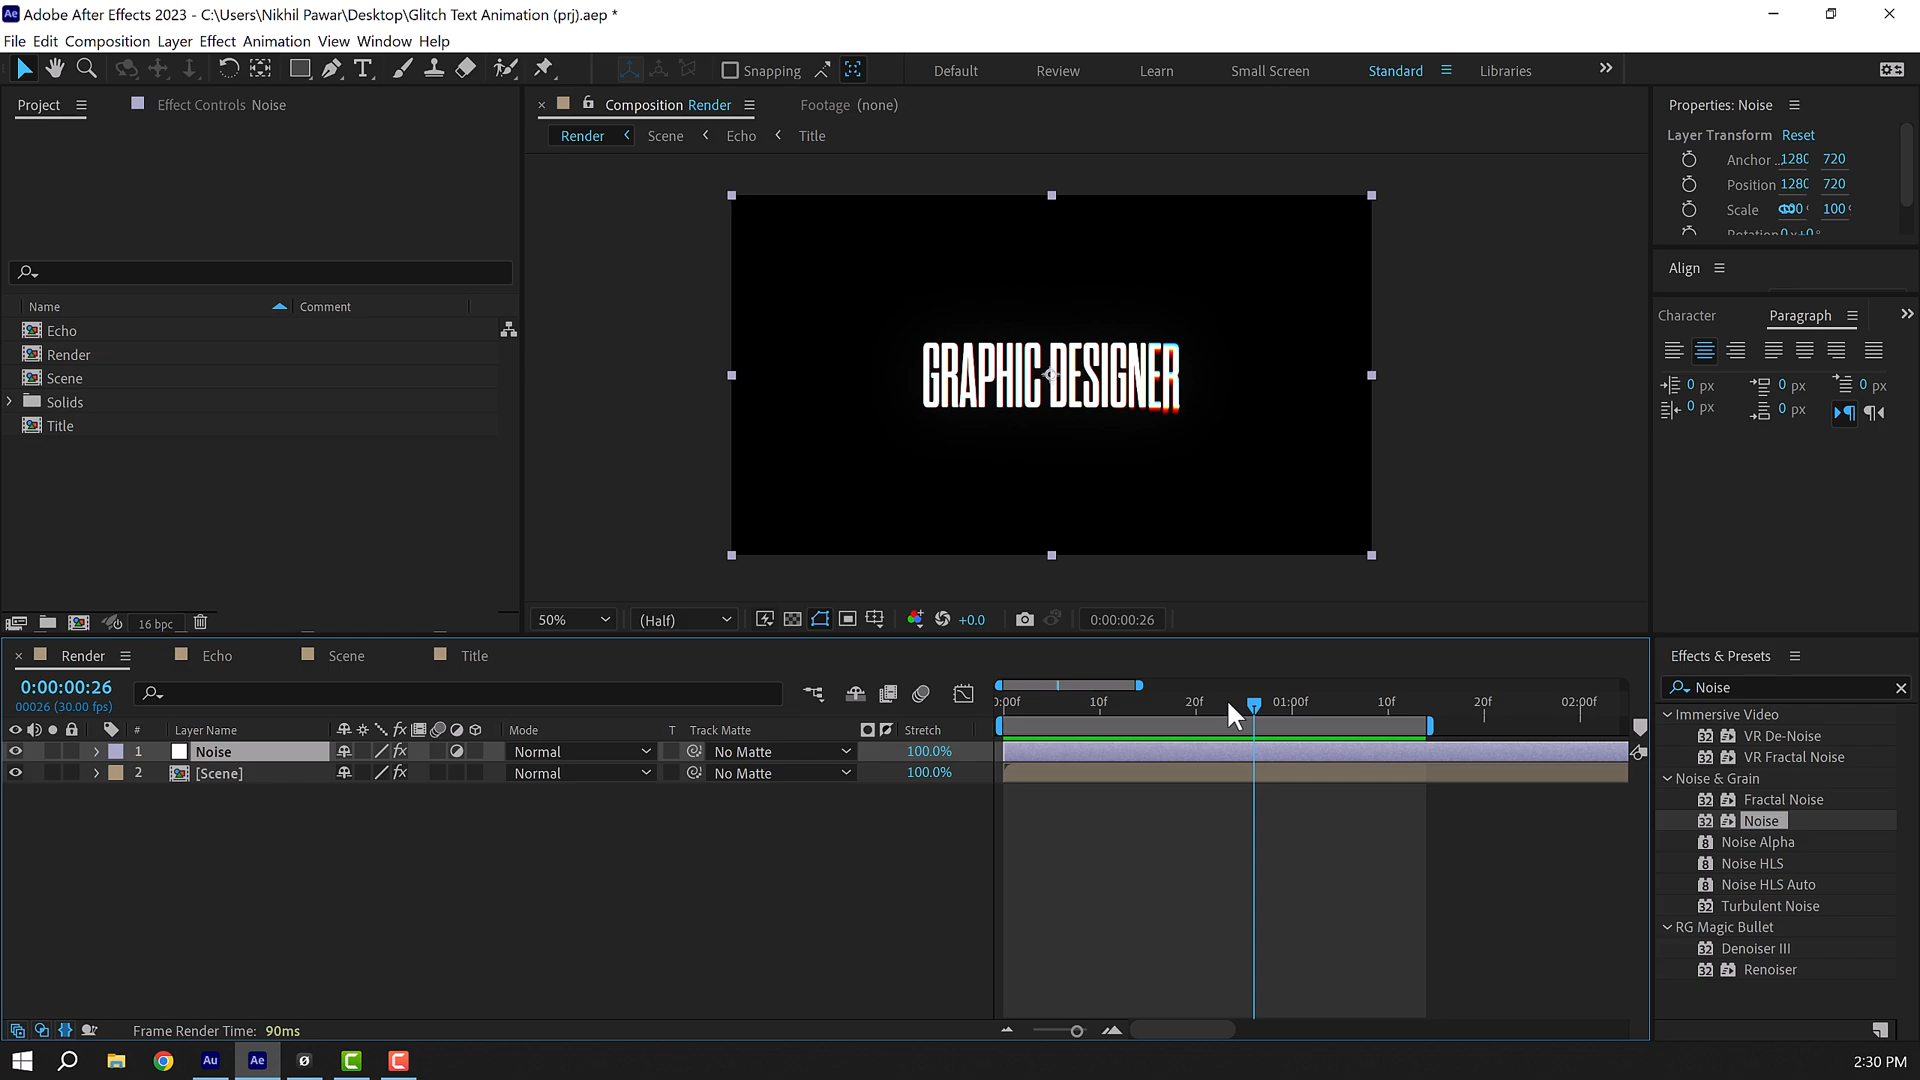 Adobe After Effects 2023 - C:\Users\Nikhil Pawar\Desktop\Glitch Text Animation (prj).aep *
File Edit Composition Layer Effect Animation View Window Help
Snapping
Default Review Learn Small Screen Standard Libraries
Project Effect Controls Noise
Composition Render Footage (none)
Properties: Noise
Render Scene Echo Title
Layer Transform Reset
Anchor .. 1280 720
Position 1280 720
Scale 100 100
Rotation 0x+0°
Align
Name Comment
Echo
Render
Scene
Solids
Title
GRAPHIC DESIGNER
Character Paragraph
0 px 0 px 0 px
0 px 0 px
16 bpc
50% (Half) +0.0 0:00:00:26
Render Echo Scene Title
0:00:00:26
00026 (30.00 fps)
):00f 10f 20f 01:00f 10f 20f 02:00f
# Layer Name Mode T Track Matte Stretch
1 Noise Normal No Matte 100.0%
2 [Scene] Normal No Matte 100.0%
Effects & Presets
Noise
Immersive Video
VR De-Noise
VR Fractal Noise
Noise & Grain
Fractal Noise
Noise
Noise Alpha
Noise HLS
Noise HLS Auto
Turbulent Noise
RG Magic Bullet
Denoiser III
Renoiser
Frame Render Time: 90ms
Au Ae
2:30 PM